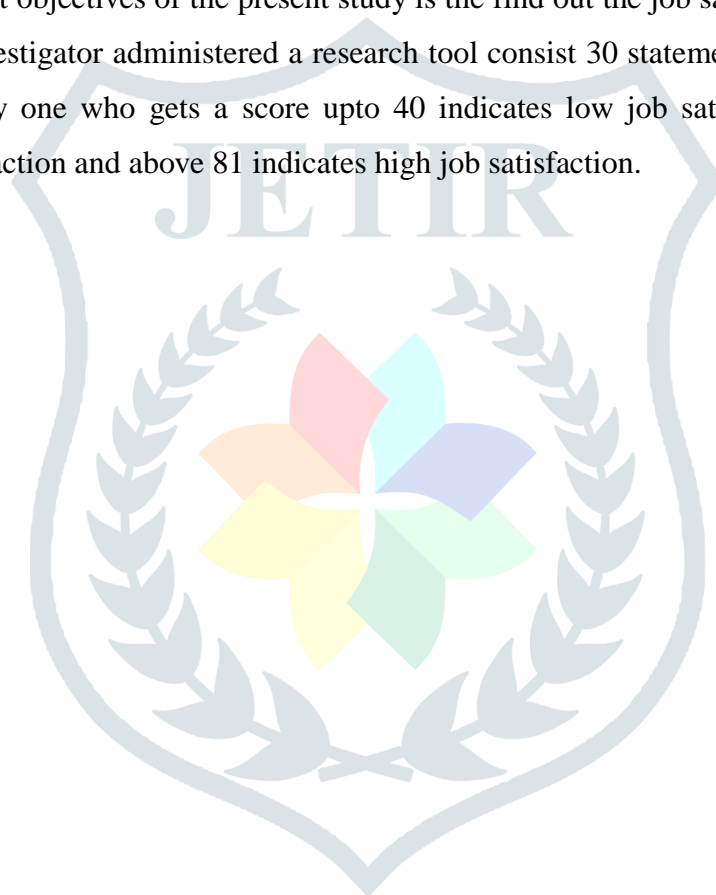 t objectives of the present study is the find out the job sa
estigator administered a research tool consist 30 stateme
y one who gets a score upto 40 indicates low job sat
action and above 81 indicates high job satisfaction.
JETIR